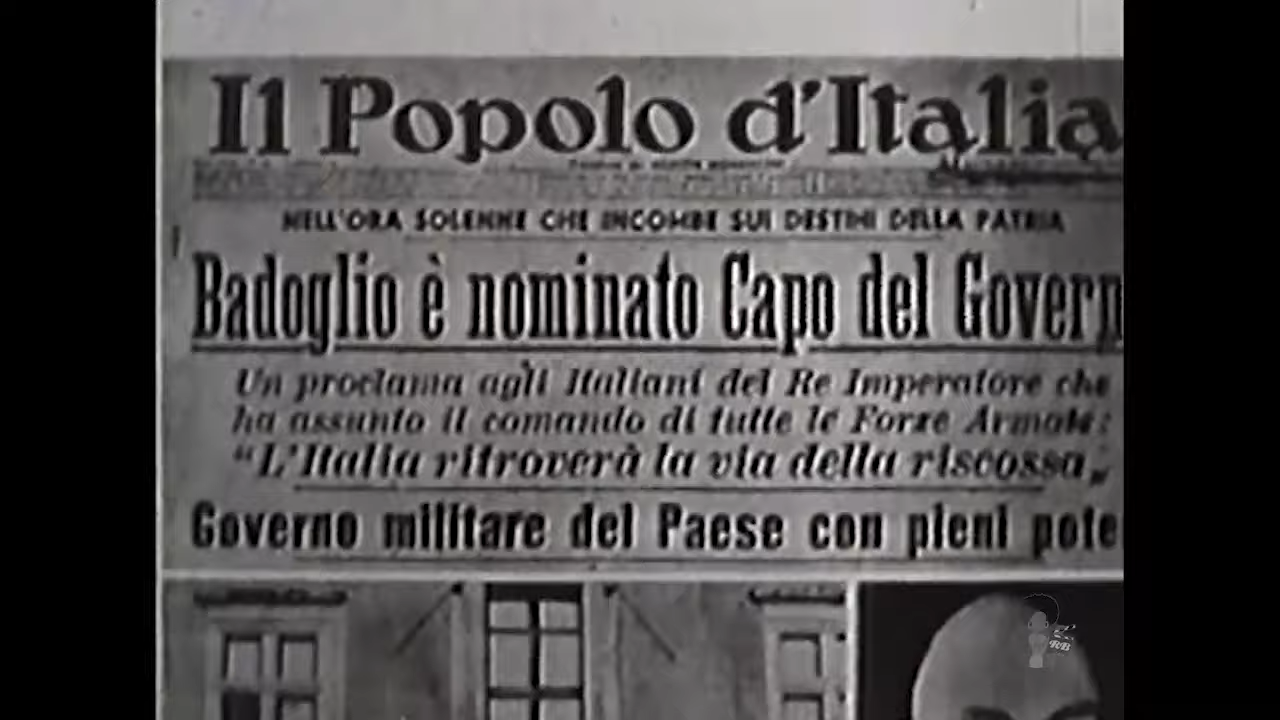 Il Popolo d'Italia
NELL'ORA SOLENNE CHE INCOMBE SUI DESTINI DELLA PATRIA
Badoglio è nominato Capo del Govern
Un proclama agli Italiani del Re Imperatore che
ha assunto il comando di tutte le Forze Armate:
“L'Italia ritroverà la via della riscossa„
Governo militare del Paese con pieni pote
RB